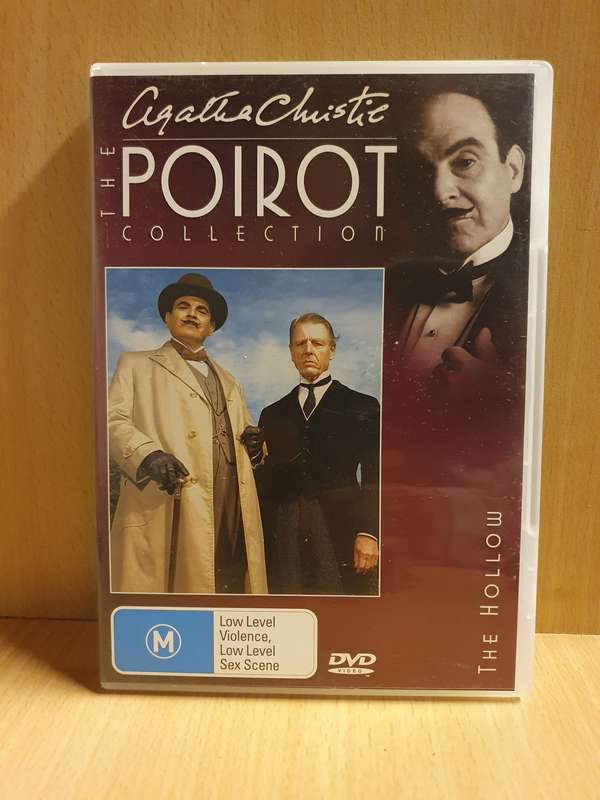 Agatha Christie
THE
POIROT
COLLECTION
THE HOLLOW
M
Low Level
Violence,
Low Level
Sex Scene
DVD
VIDEO